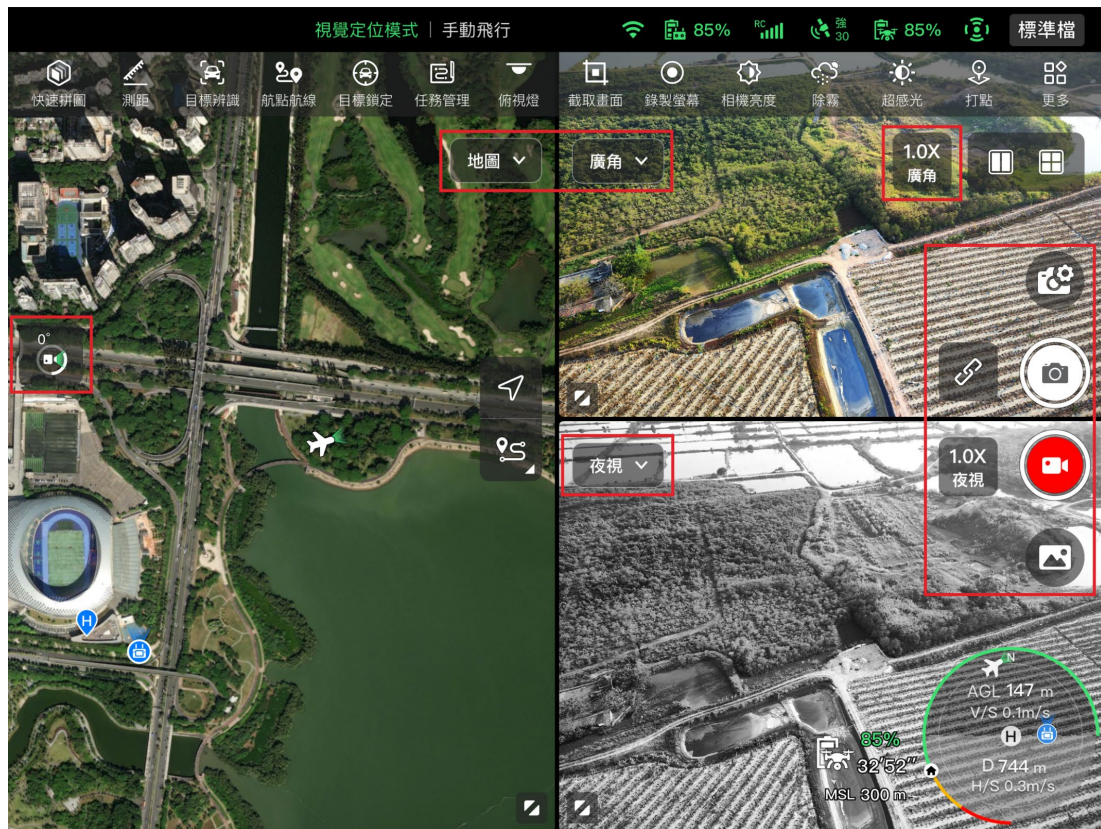 視覺定位模式 | 手動飛行
85%
RC
強
30
85%
標準檔
快速拼圖
測距
目標辨識
航點航線
目標鎖定
任務管理
俯視燈
截取畫面
錄製螢幕
相機亮度
除霧
超感光
打點
更多
地圖
廣角
1.0X
廣角
0°
夜視
1.0X
夜視
H
N
AGL 147 m
V/S 0.1m/s
H
D 744 m
H/S 0.3m/s
85%
32'52"
MSL 300 m